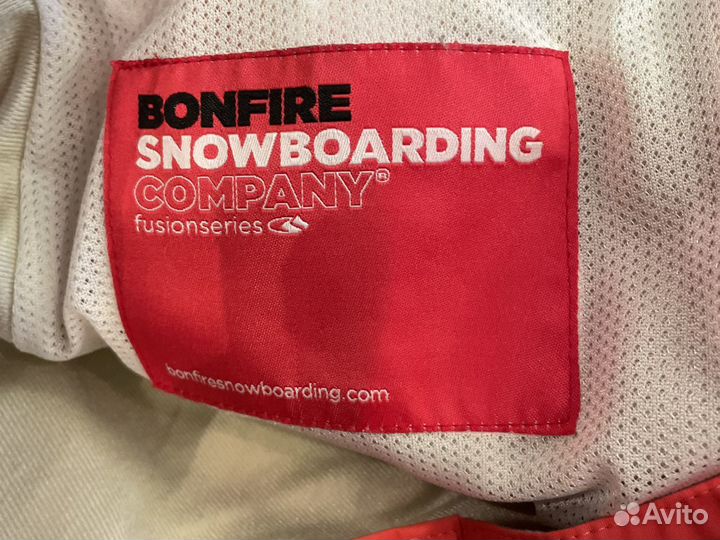 BONFIRE
SNOWBOARDING
COMPANY®
fusionseries
bonfiresnowboarding.com
Avito